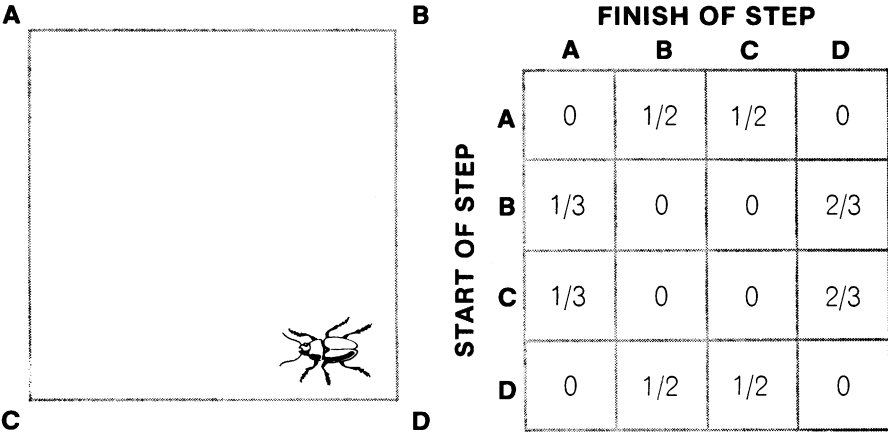 A B
C D
FINISH OF STEP
A B C D
START OF STEP
A 0 1/2 1/2 0
B 1/3 0 0 2/3
C 1/3 0 0 2/3
D 0 1/2 1/2 0